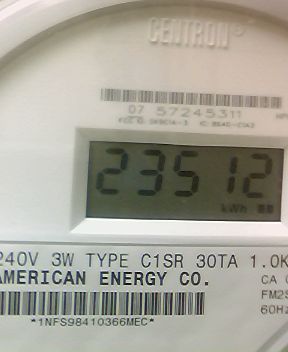 CENTRON®
07 57245311
23512
kWh
240V 3W TYPE C1SR 30TA 1.0K
AMERICAN ENERGY CO.
CA
FM2S
60Hz
*1NFS98410366MEC*